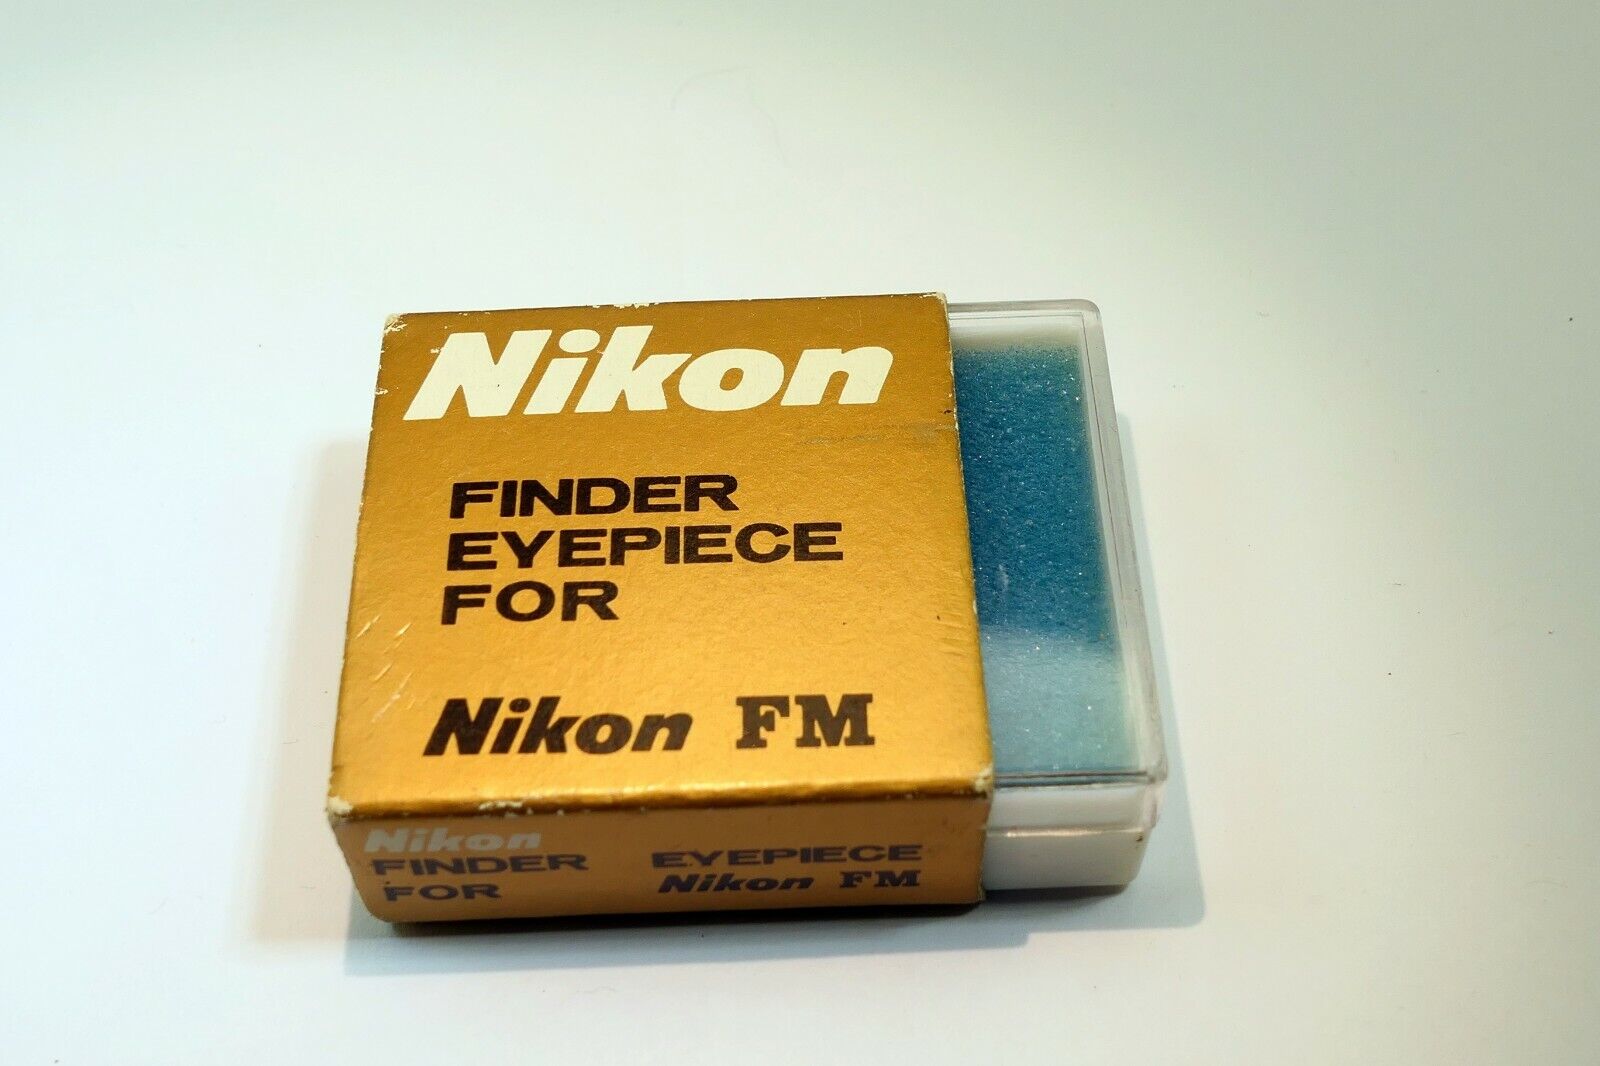 Nikon
FINDER
EYEPIECE
FOR
Nikon FM
Nikon
FINDER EYEPIECE
FOR Nikon FM